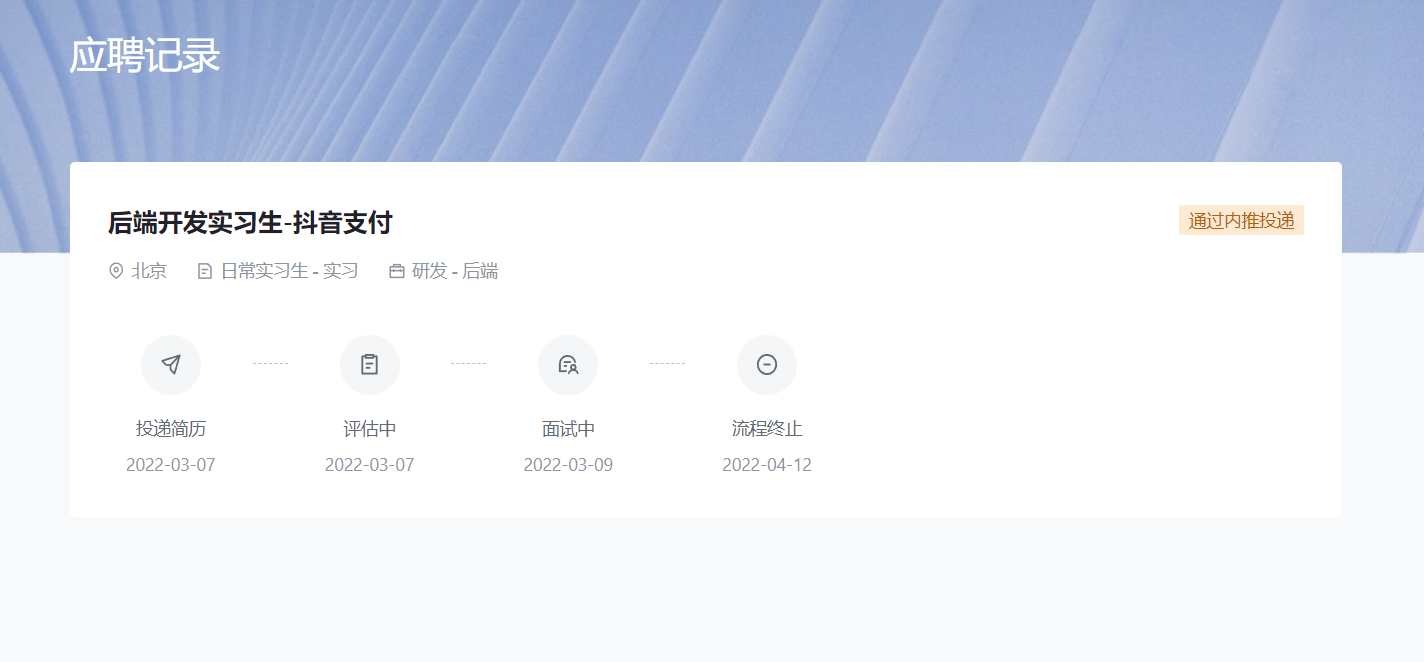 应聘记录
后端开发实习生-抖音支付
通过内推投递
北京 日常实习生 - 实习 研发 - 后端
投递简历 评估中 面试中 流程终止
2022-03-07 2022-03-07 2022-03-09 2022-04-12